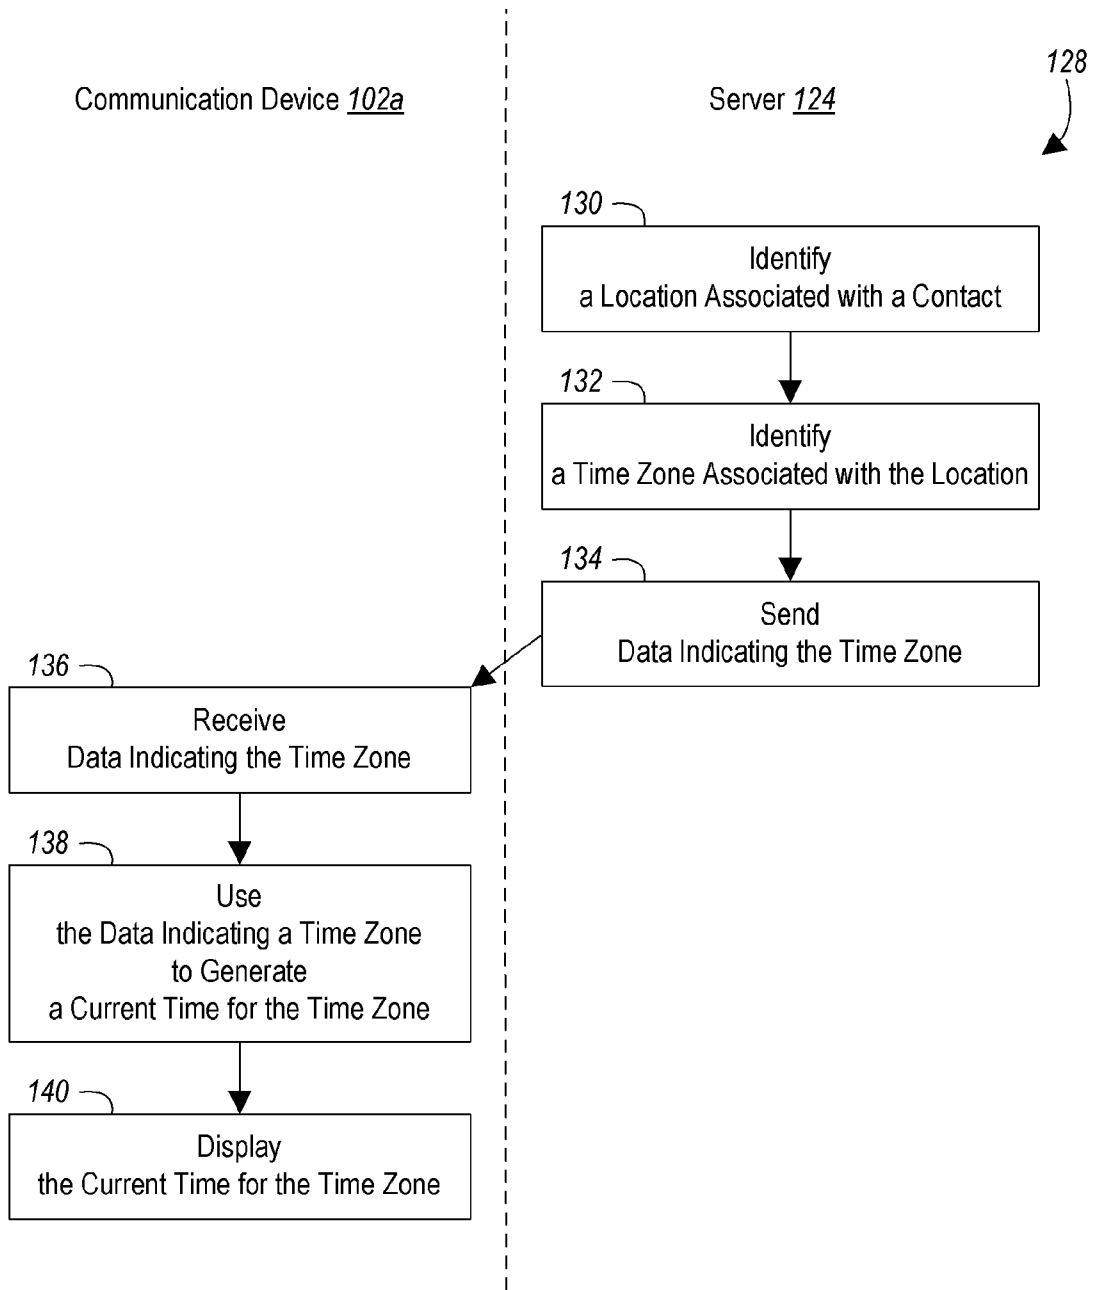 Communication Device 102a
Server 124
128
130
Identify
a Location Associated with a Contact
132
Identify
a Time Zone Associated with the Location
134
Send
Data Indicating the Time Zone
136
Receive
Data Indicating the Time Zone
138
Use
the Data Indicating a Time Zone
to Generate
a Current Time for the Time Zone
140
Display
the Current Time for the Time Zone